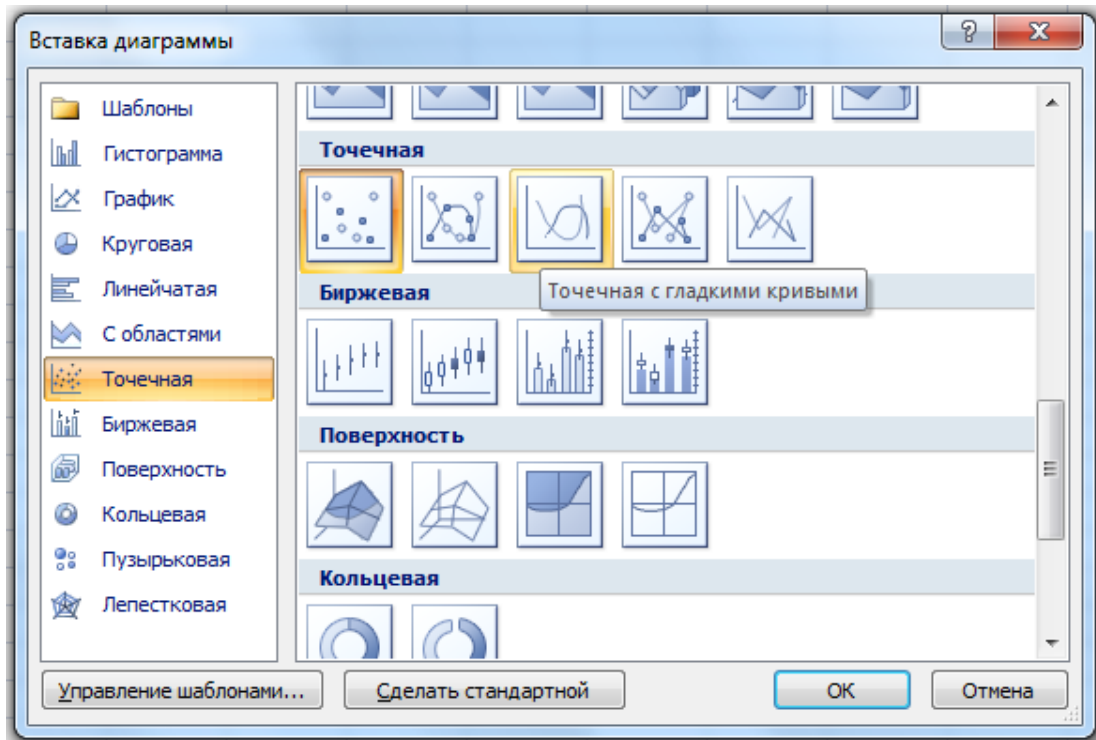 Вставка диаграммы
?
Шаблоны
Гистограмма
График
Круговая
Линейчатая
С областями
Точечная
Биржевая
Поверхность
Кольцевая
Пузырьковая
Лепестковая
Точечная
Точечная с гладкими кривыми
Биржевая
Поверхность
Кольцевая
Управление шаблонами...
Сделать стандартной
ОК
Отмена